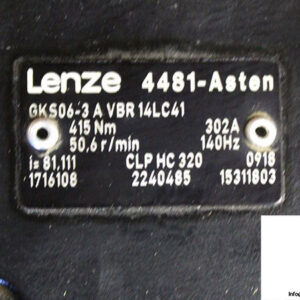 Lenze 4481-Asten
GKS06-3 A VBR 14LC41
415 Nm 302A
50,6 r/min 140Hz
i= 81.111 CLP HC 320 0918
1716108 2240485 15311803